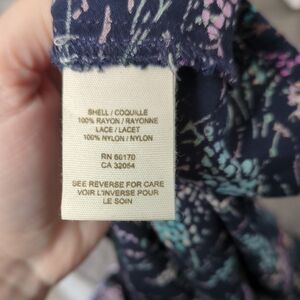 SHELL / COQUILLE
100% RAYON / RAYONNE
LACE / LACET
100% NYLON / NYLON
RN 66170
CA 32054
SEE REVERSE FOR CARE
VOIR L'INVERSE POUR
LE SOIN